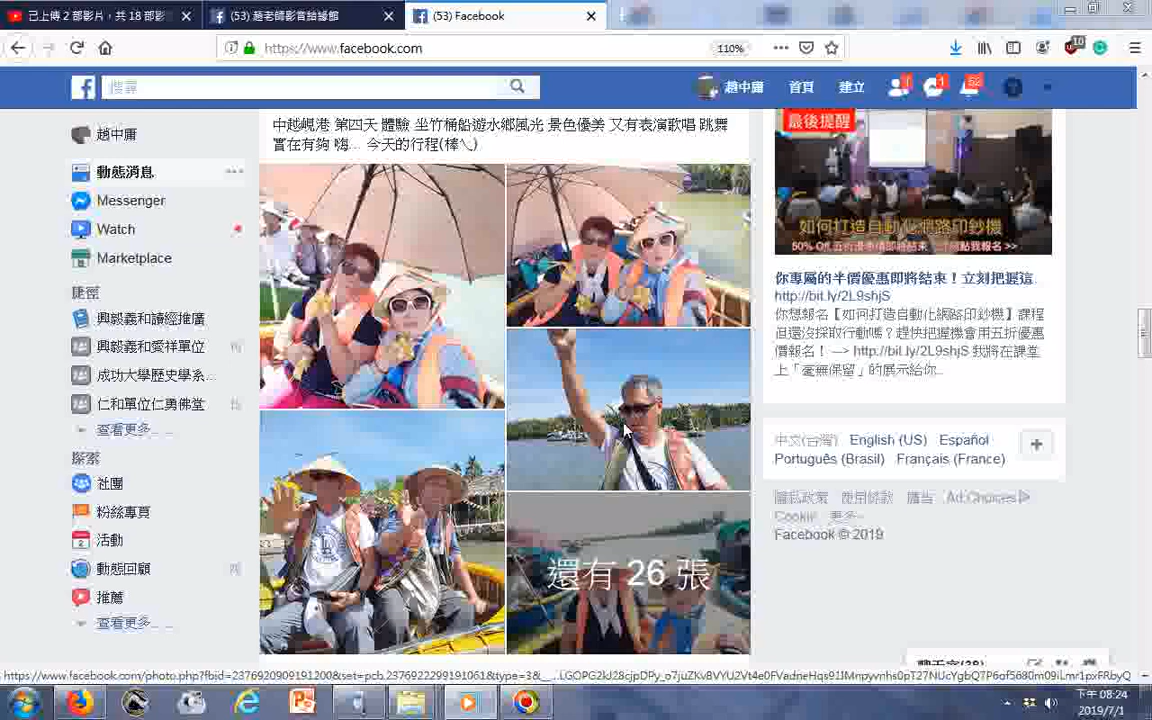 已上傳 2 部影片，共 18 部影
(53) 趙老師影音語錄館
(53) Facebook
https://www.facebook.com
110%
10
搜尋
趙中庸
首頁
建立
1
1
52
趙中庸
動態消息
Messenger
Watch
Marketplace
捷徑
興毅義和讀經推廣
興毅義和愛祥單位
成功大學歷史學系...
仁和單位仁勇佛堂
查看更多...
探索
社團
粉絲專頁
活動
動態回顧
推薦
查看更多...
中越峴港 第四天 體驗 坐竹桶船遊水鄉風光 景色優美 又有表演歌唱 跳舞
實在有夠 嗨... 今天的行程(棒ㄟ)
還有 26 張
最後提醒
如何打造自動化網路印鈔機
你專屬的半價優惠即將結束！立刻把握這.
http://bit.ly/2L9shjS
你想報名【如何打造自動化網路印鈔機】課程
但還沒採取行動嗎？趕快把握機會用五折優惠
價報名！ —> http://bit.ly/2L9shjS 我將在課堂
上「毫無保留」的展示給你..
中文(台灣)
English (US)
Español
Português (Brasil)
Français (France)
隱私政策
使用條款
廣告
Ad Choices
Cookie
更多
Facebook © 2019
聊天室(38)
下午 08:24
2019/7/1